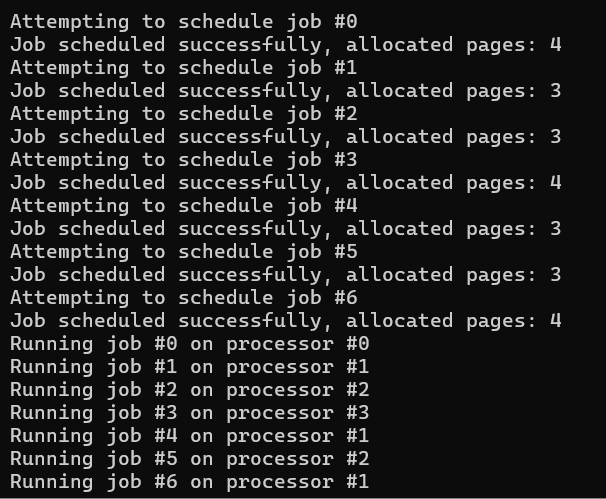 Attempting to schedule job #0
Job scheduled successfully, allocated pages: 4
Attempting to schedule job #1
Job scheduled successfully, allocated pages: 3
Attempting to schedule job #2
Job scheduled successfully, allocated pages: 3
Attempting to schedule job #3
Job scheduled successfully, allocated pages: 4
Attempting to schedule job #4
Job scheduled successfully, allocated pages: 3
Attempting to schedule job #5
Job scheduled successfully, allocated pages: 3
Attempting to schedule job #6
Job scheduled successfully, allocated pages: 4
Running job #0 on processor #0
Running job #1 on processor #1
Running job #2 on processor #2
Running job #3 on processor #3
Running job #4 on processor #1
Running job #5 on processor #2
Running job #6 on processor #1